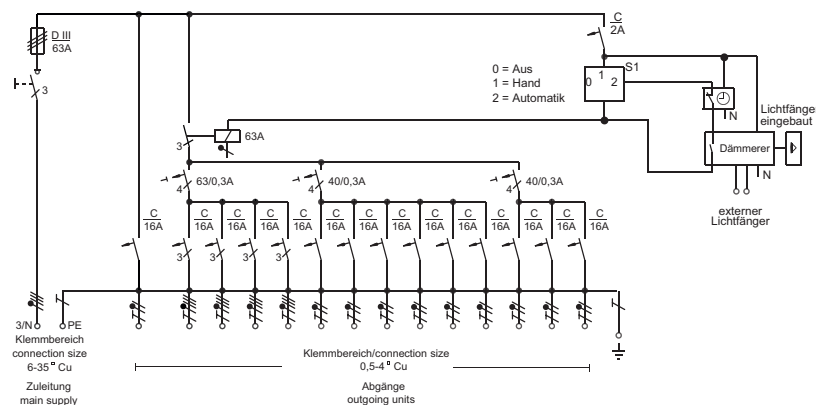 D III
63A
3
C
2A
0 = Aus
1 = Hand
2 = Automatik
S1
0 1 2
N
Lichtfänge
eingebaut
Dämmerer
N
externer
Lichtfänger
3
63A
4
63/0,3A
4
40/0,3A
4
40/0,3A
C C C C C C C C C C C C C C
16A 16A 16A 16A 16A 16A 16A 16A 16A 16A 16A 16A 16A 16A
3 3 3 3
3/N PE
Klemmbereich
connection size
6-35 Cu
Zuleitung
main supply
Klemmbereich/connection size
0,5-4 Cu
Abgänge
outgoing units